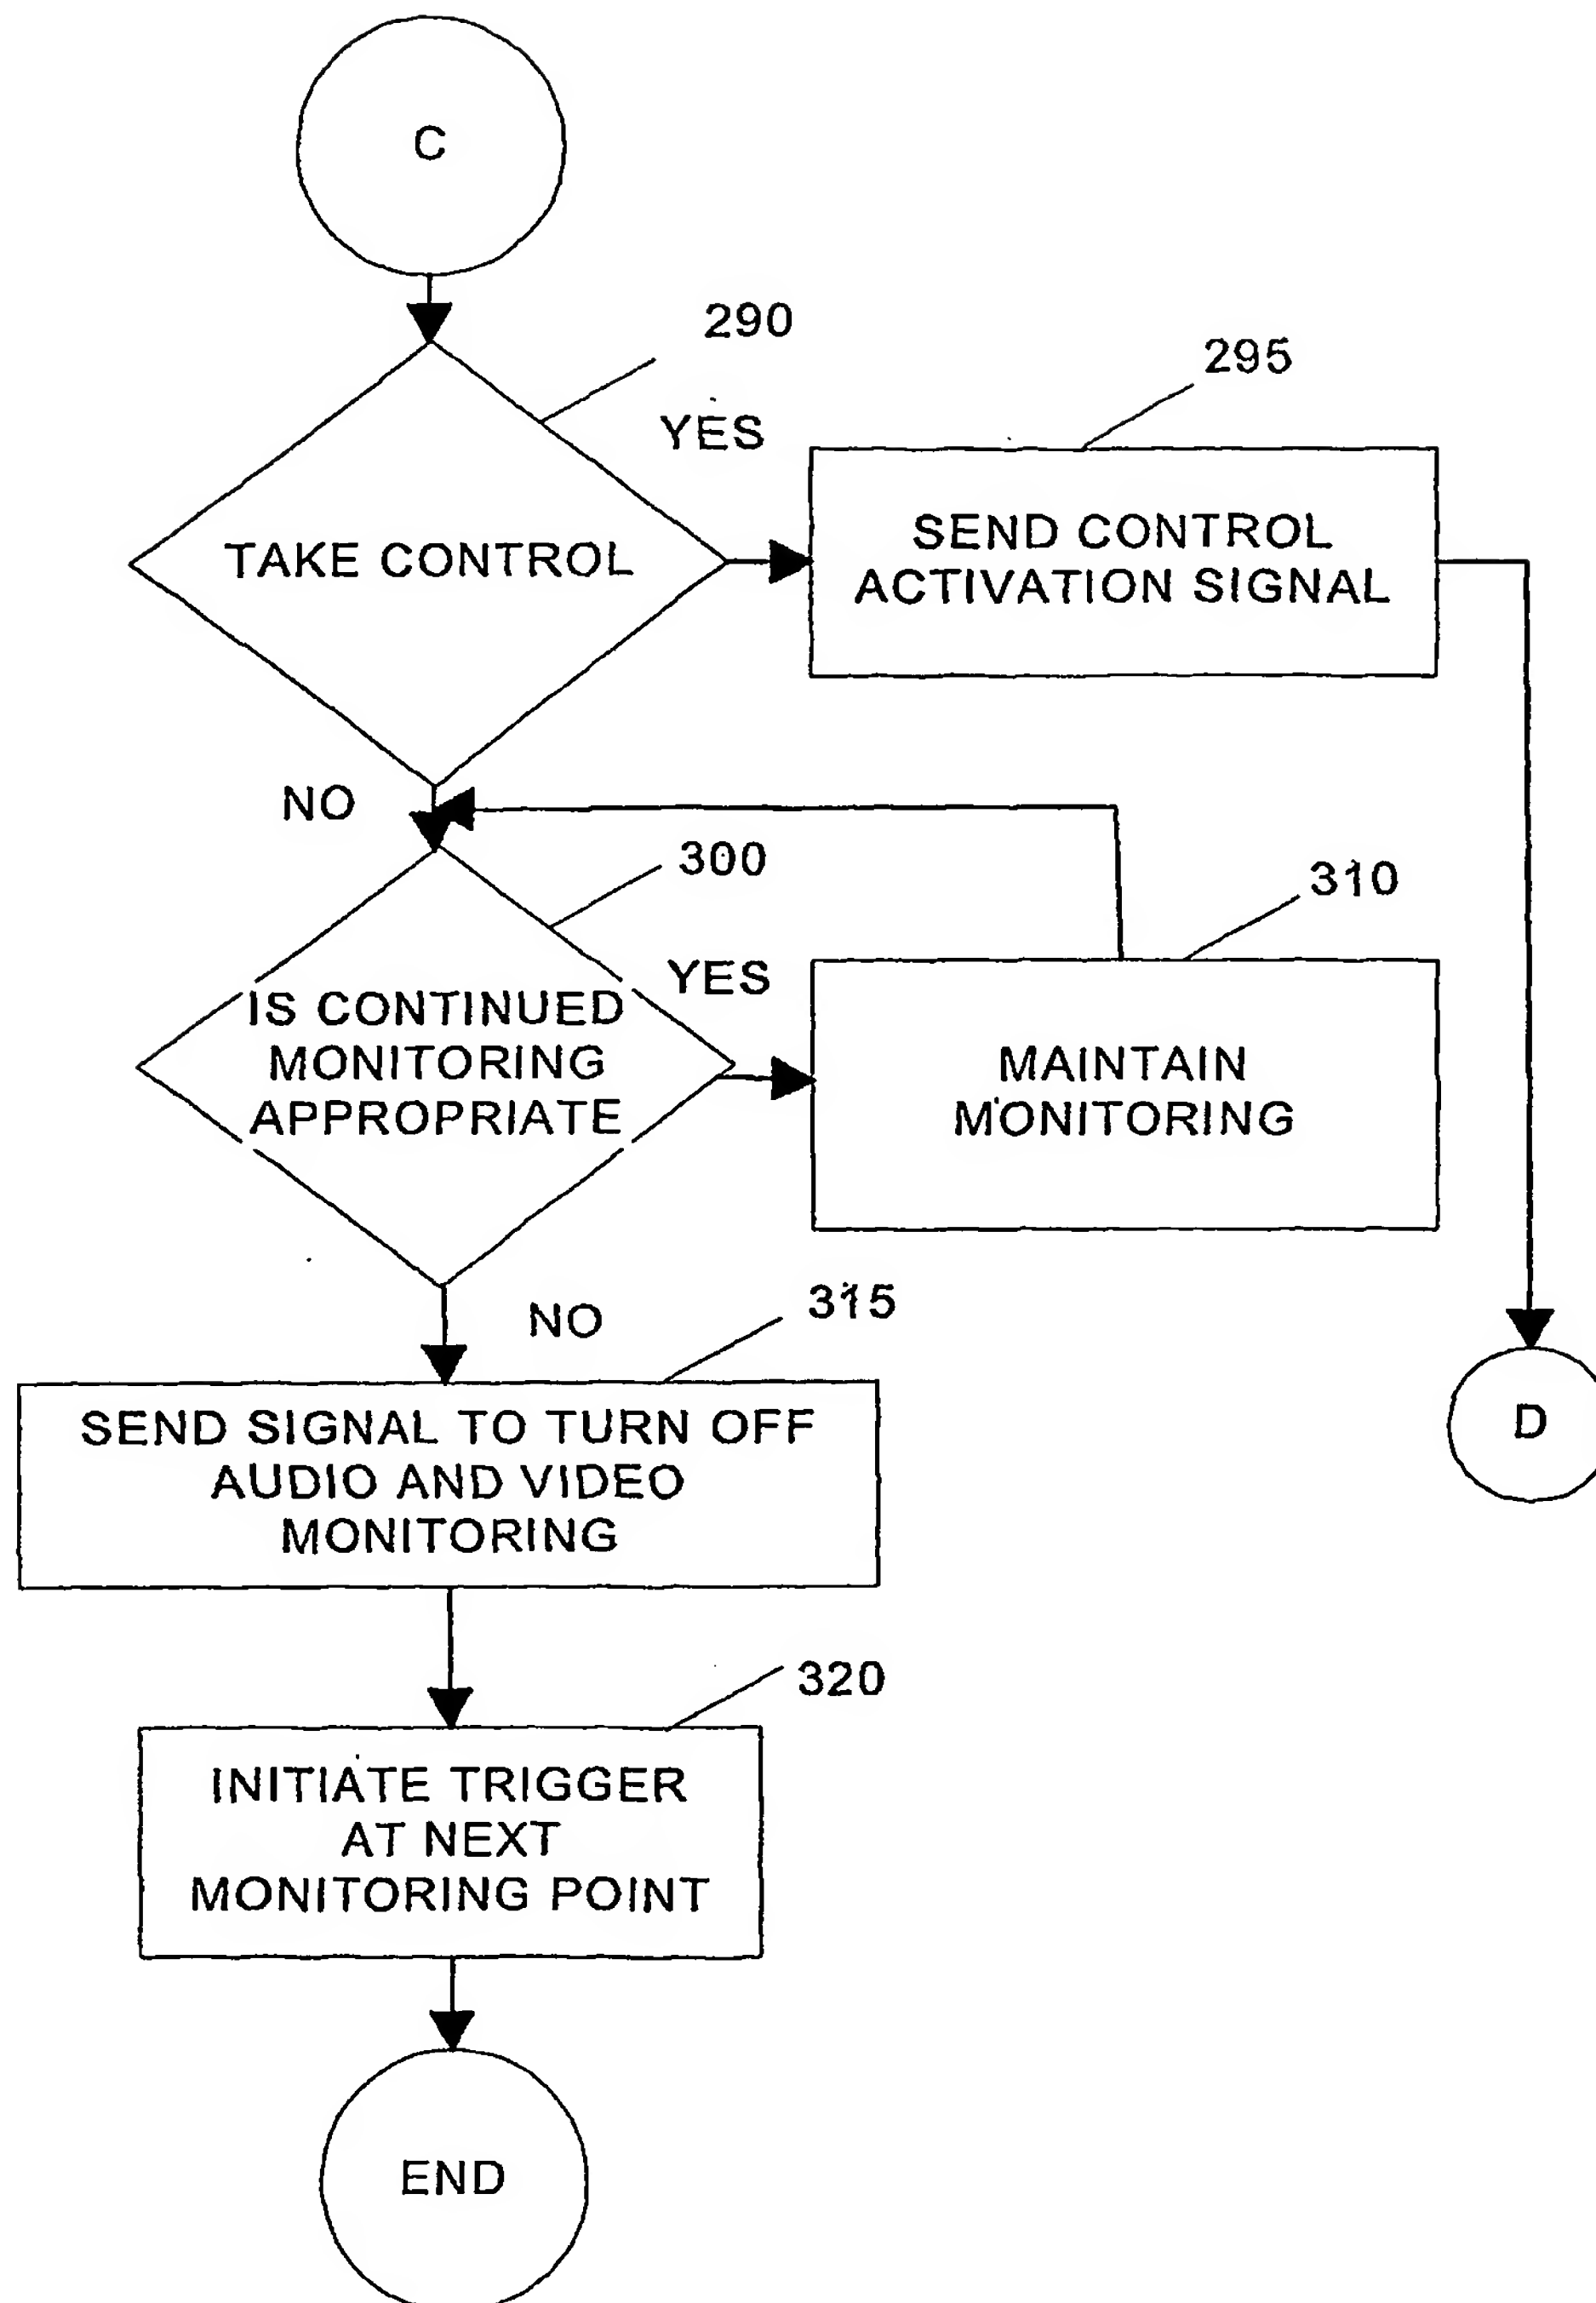 C
290
YES
295
TAKE CONTROL
SEND CONTROL
ACTIVATION SIGNAL
NO
300
310
YES
IS CONTINUED
MONITORING
APPROPRIATE
MAINTAIN
MONITORING
NO
315
SEND SIGNAL TO TURN OFF
AUDIO AND VIDEO
MONITORING
D
320
INITIATE TRIGGER
AT NEXT
MONITORING POINT
END